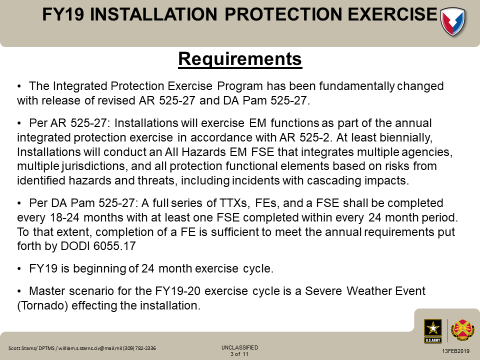 FY19 INSTALLATION PROTECTION EXERCISE
Requirements
• The Integrated Protection Exercise Program has been fundamentally changed
with release of revised AR 525-27 and DA Pam 525-27.
• Per AR 525-27: Installations will exercise EM functions as part of the annual
integrated protection exercise in accordance with AR 525-2. At least biennially,
Installations will conduct an All Hazards EM FSE that integrates multiple agencies,
multiple jurisdictions, and all protection functional elements based on risks from
identified hazards and threats, including incidents with cascading impacts.
• Per DA Pam 525-27: A full series of TTXs, FEs, and a FSE shall be completed
every 18-24 months with at least one FSE completed within every 24 month period.
To that extent, completion of a FE is sufficient to meet the annual requirements put
forth by DODI 6055.17
• FY19 is beginning of 24 month exercise cycle.
• Master scenario for the FY19-20 exercise cycle is a Severe Weather Event
(Tornado) effecting the installation.
Scott Stams/ DPTMS /
UNCLASSIFIED
3 of 11
U.S. ARMY
13FEB2019